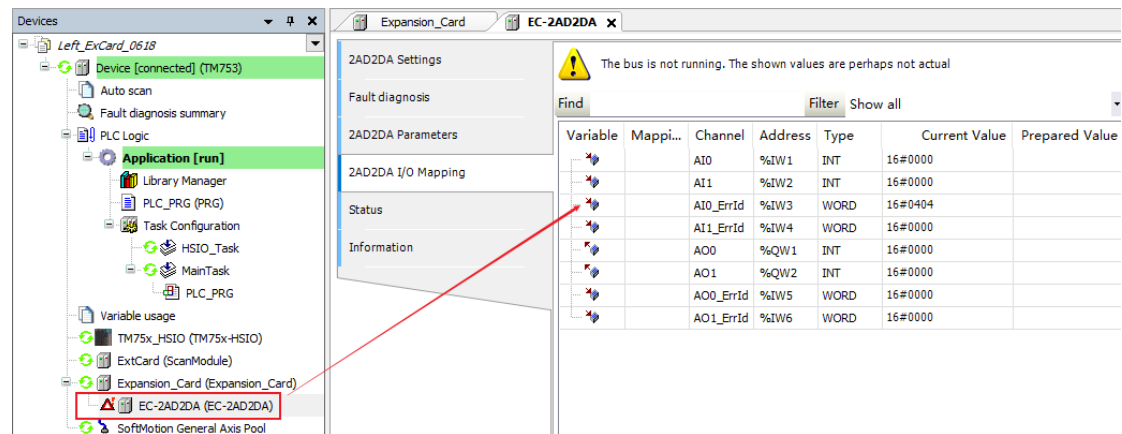 Devices
Left_ExCard_0618
Device [connected] (TM753)
Auto scan
Fault diagnosis summary
PLC Logic
Application [run]
Library Manager
PLC_PRG (PRG)
Task Configuration
HSIO_Task
MainTask
PLC_PRG
Variable usage
TM75x_HSIO (TM75x-HSIO)
ExtCard (ScanModule)
Expansion_Card (Expansion_Card)
EC-2AD2DA (EC-2AD2DA)
SoftMotion General Axis Pool
Expansion_Card EC-2AD2DA
2AD2DA Settings
Fault diagnosis
2AD2DA Parameters
2AD2DA I/O Mapping
Status
Information
The bus is not running. The shown values are perhaps not actual
Find Filter Show all
Variable Mappi... Channel Address Type Current Value Prepared Value
AI0 %IW1 INT 16#0000
AI1 %IW2 INT 16#0000
AI0_ErrId %IW3 WORD 16#0404
AI1_ErrId %IW4 WORD 16#0000
AO0 %QW1 INT 16#0000
AO1 %QW2 INT 16#0000
AO0_ErrId %IW5 WORD 16#0000
AO1_ErrId %IW6 WORD 16#0000